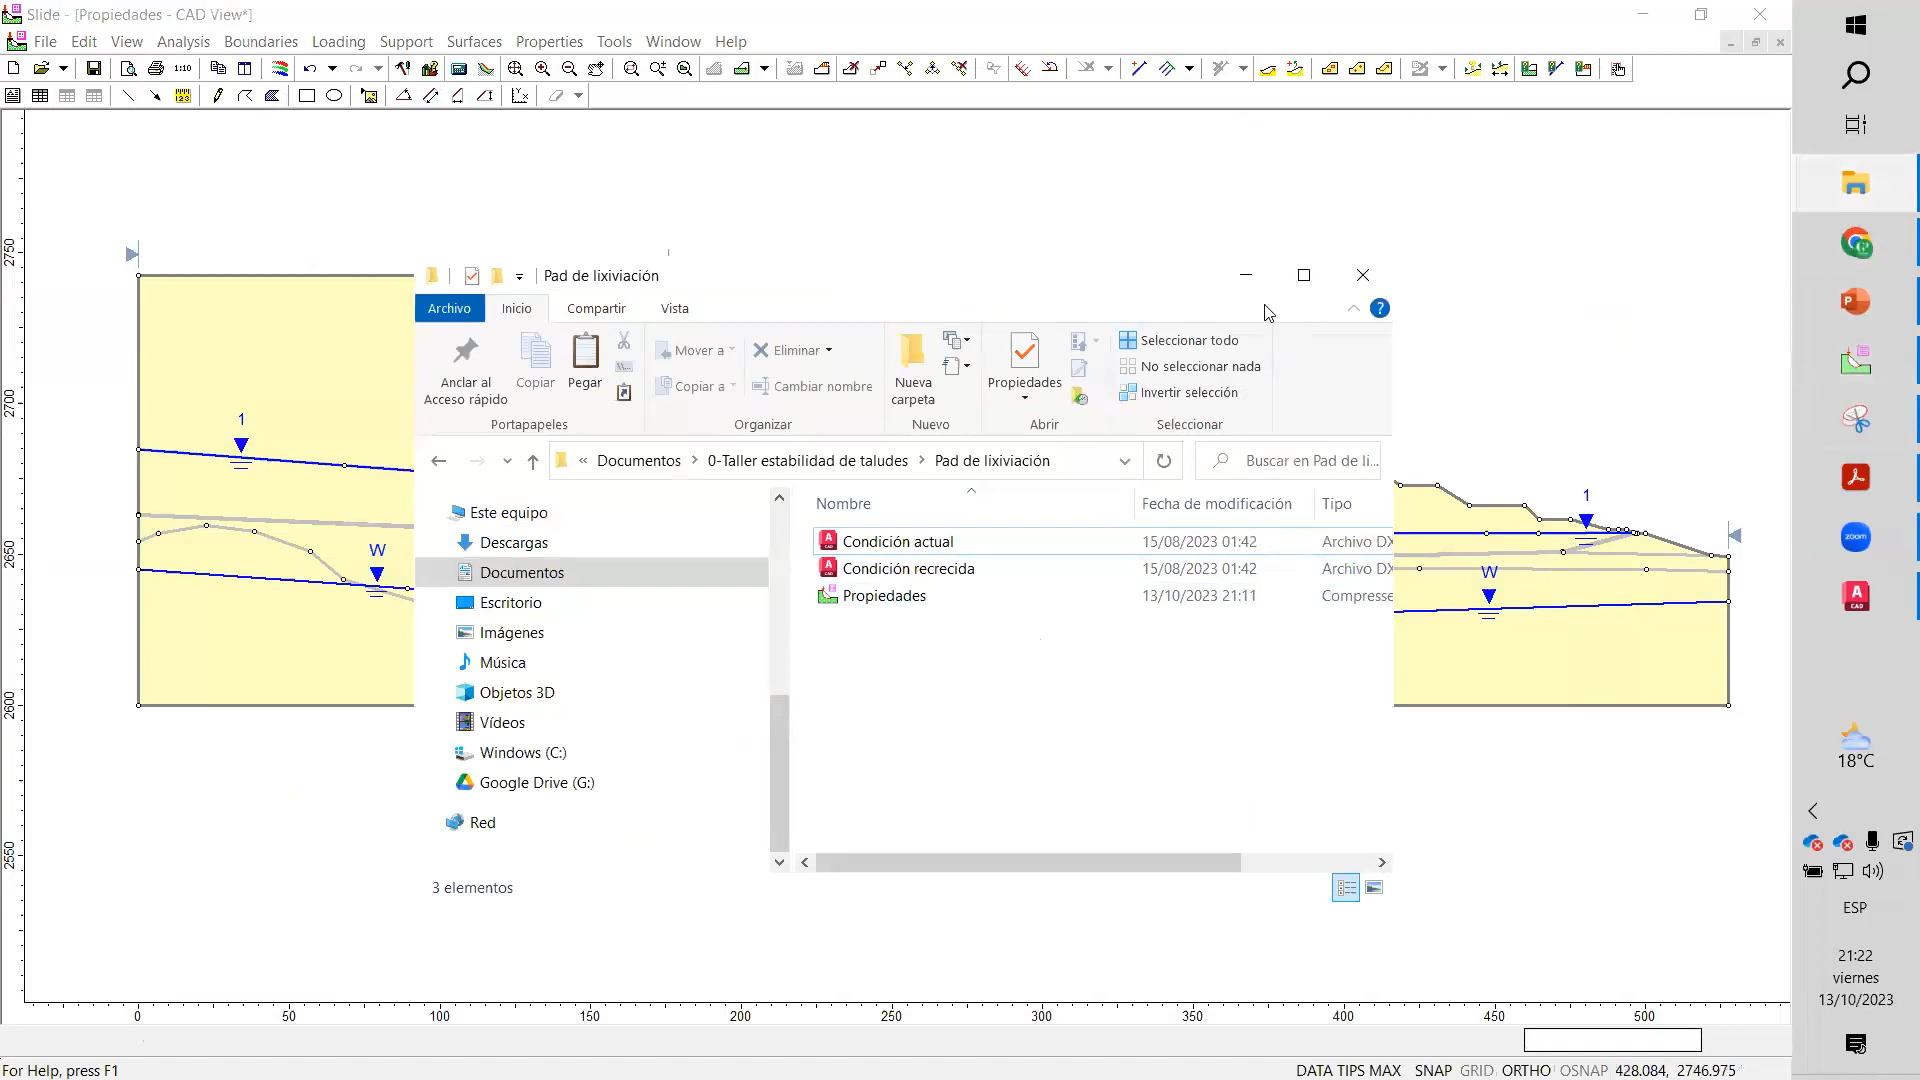 Slide - [Propiedades - CAD View*]
File Edit View Analysis Boundaries Loading Support Surfaces Properties Tools Window Help
1:10
123
2750
2700
2650
2600
2550
1
W
Pad de lixiviación
Archivo Inicio Compartir Vista
Anclar al Acceso rápido
Copiar
Pegar
Portapapeles
Mover a
Copiar a
Eliminar
Cambiar nombre
Organizar
Nueva carpeta
Nuevo
Propiedades
Abrir
Seleccionar todo
No seleccionar nada
Invertir selección
Seleccionar
« Documentos > 0-Taller estabilidad de taludes > Pad de lixiviación
Buscar en Pad de li...
Este equipo
Descargas
Documentos
Escritorio
Imágenes
Música
Objetos 3D
Vídeos
Windows (C:)
Google Drive (G:)
Red
Nombre Fecha de modificación Tipo
Condición actual 15/08/2023 01:42 Archivo DX
Condición recrecida 15/08/2023 01:42 Archivo DX
Propiedades 13/10/2023 21:11 Compresse
3 elementos
1
W
0 50 100 150 200 250 300 350 400 450 500
For Help, press F1
DATA TIPS MAX SNAP GRID ORTHO OSNAP 428.084, 2746.975
zoom
CAD
18°C
ESP
21:22
viernes
13/10/2023